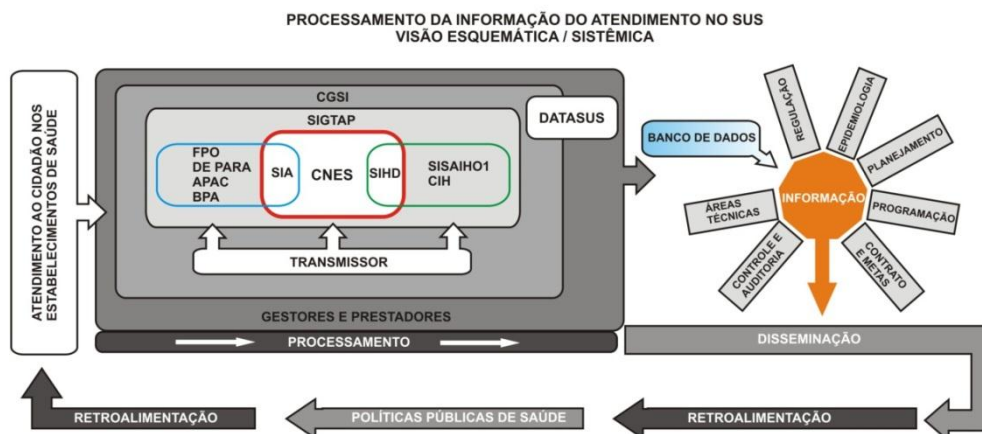 PROCESSAMENTO DA INFORMAÇÃO DO ATENDIMENTO NO SUS
VISÃO ESQUEMÁTICA / SISTÊMICA
ATENDIMENTO AO CIDADÃO NOS
ESTABELECIMENTOS DE SAÚDE
CGSI
SIGTAP
DATASUS
FPO
DE PARA
APAC
BPA
SIA
CNES
SIHD
SISAIHO1
CIH
TRANSMISSOR
GESTORES E PRESTADORES
PROCESSAMENTO
BANCO DE DADOS
REGULAÇÃO
EPIDEMIOLOGIA
PLANEJAMENTO
INFORMAÇÃO
ÁREAS
TÉCNICAS
PROGRAMAÇÃO
CONTROLE E
AUDITORIA
CONTRATO
E METAS
DISSEMINAÇÃO
RETROALIMENTAÇÃO
POLÍTICAS PÚBLICAS DE SAÚDE
RETROALIMENTAÇÃO